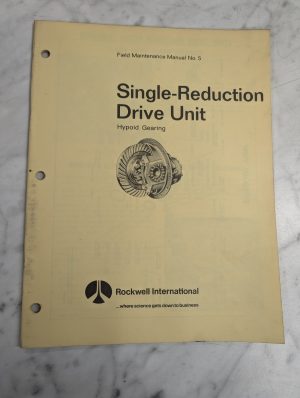 Field Maintenance Manual No. 5
Single-Reduction
Drive Unit
Hypoid Gearing
Rockwell International
...where science gets down to business